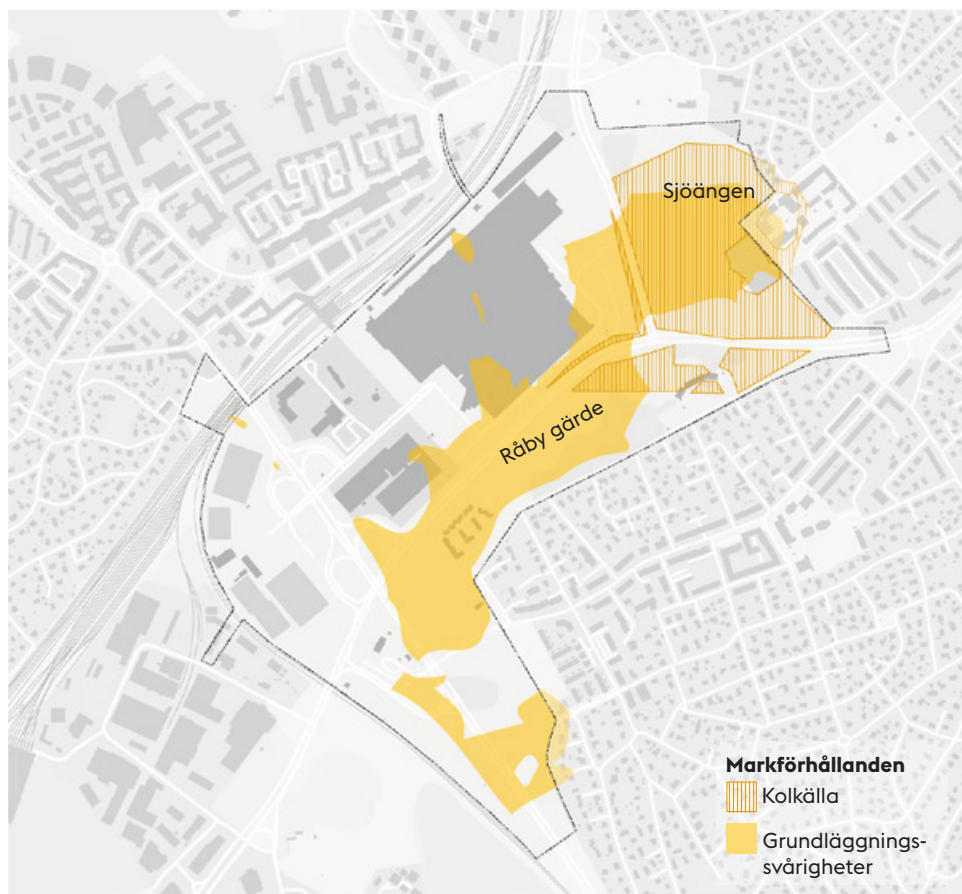 Sjöängen
Råby gärde
Markförhållanden
Kolkälla
Grundläggnings-
svårigheter